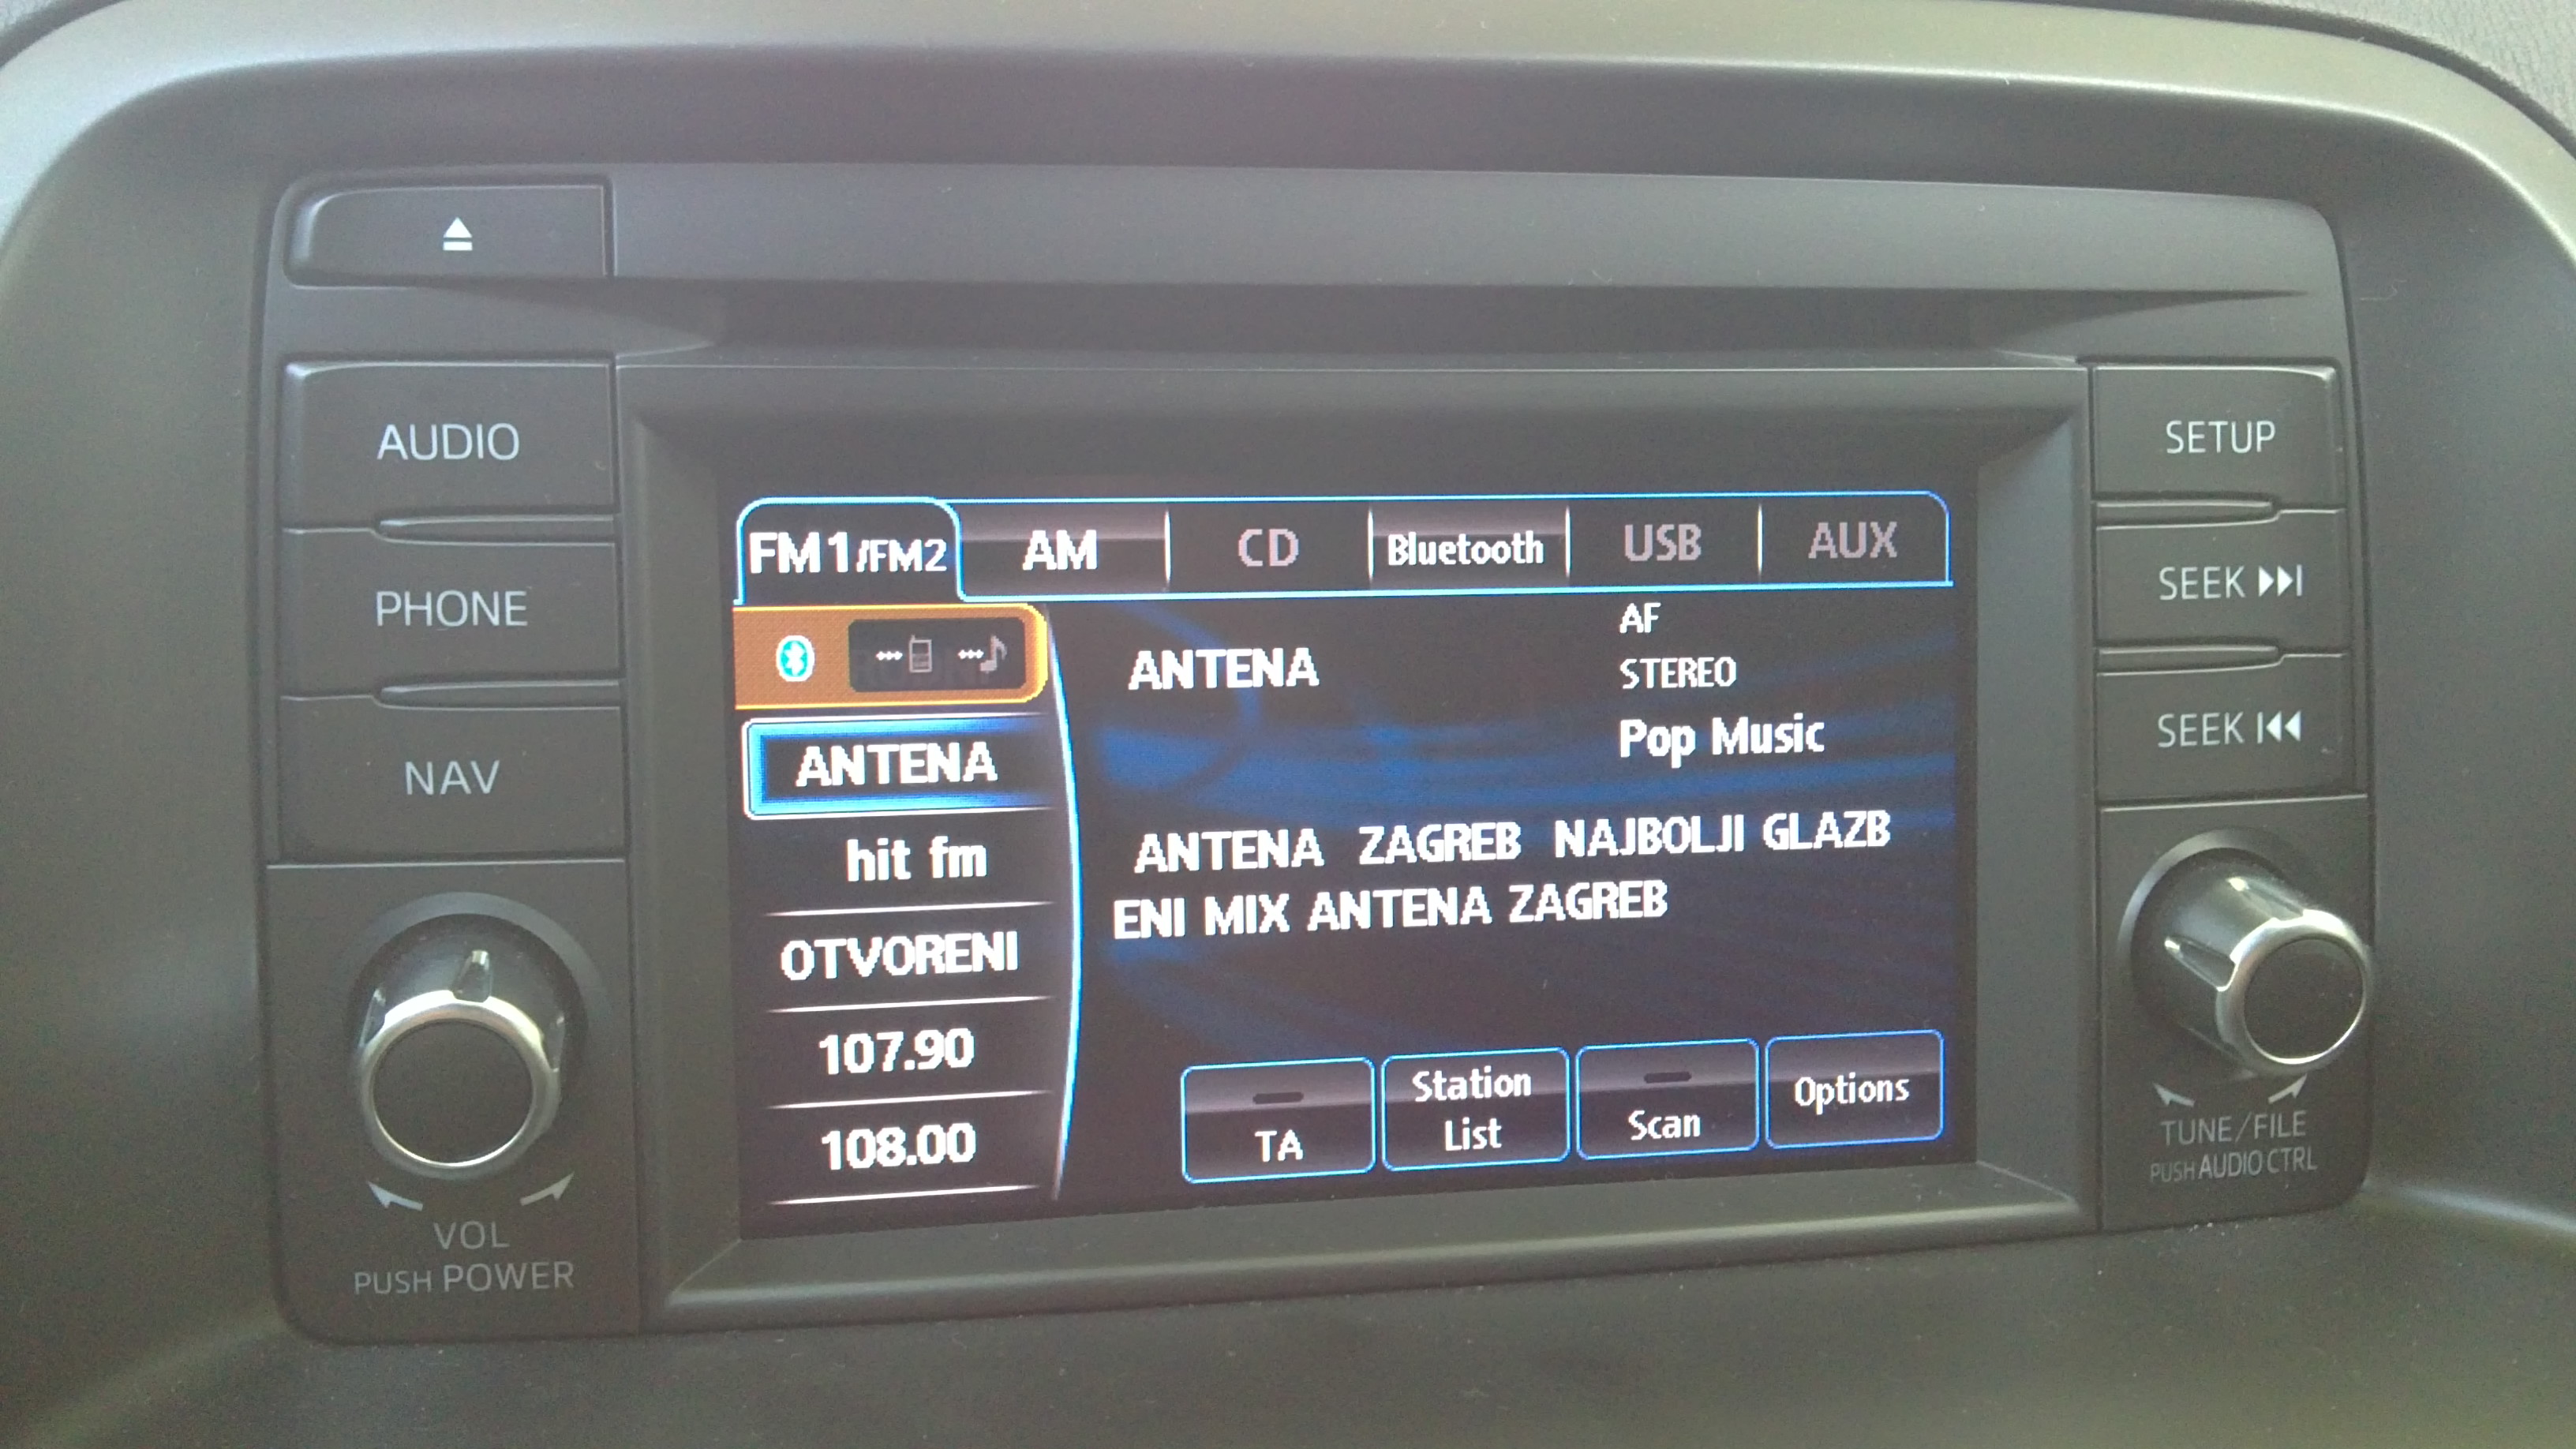 AUDIO
PHONE
NAV
VOL
PUSH POWER
FM1/FM2 AM CD Bluetooth USB AUX
ANTENA
hit fm
OTVORENI
107.90
108.00
ANTENA
AF
STEREO
Pop Music
ANTENA ZAGREB NAJBOLJI GLAZB
ENI MIX ANTENA ZAGREB
TA
Station
List
Scan
Options
SETUP
SEEK
SEEK
TUNE/FILE
PUSH AUDIO CTRL